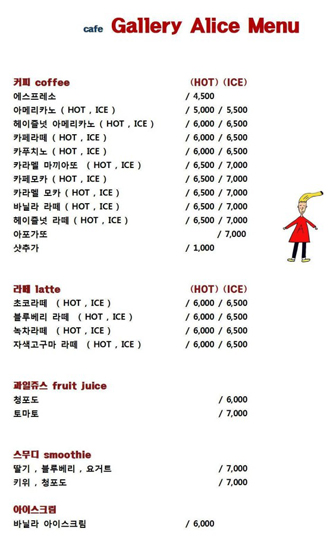 cafe Gallery Alice Menu
커피 coffee (HOT) (ICE)
에스프레소 / 4,500
아메리카노 ( HOT , ICE ) / 5,000 / 5,500
헤이즐넛 아메리카노 ( HOT , ICE ) / 6,000 / 6,500
카페라떼 ( HOT , ICE ) / 6,000 / 6,500
카푸치노 ( HOT , ICE ) / 6,000 / 6,500
카라멜 마끼아또 ( HOT , ICE ) / 6,500 / 7,000
카페모카 ( HOT , ICE ) / 6,500 / 7,000
카라멜 모카 ( HOT , ICE ) / 6,500 / 7,000
바닐라 라떼 ( HOT , ICE ) / 6,500 / 7,000
헤이즐넛 라떼 ( HOT , ICE ) / 6,500 / 7,000
아포가또 / 7,000
샷추가 / 1,000
라떼 latte (HOT) (ICE)
초코라떼 ( HOT , ICE ) / 6,000 / 6,500
블루베리 라떼 ( HOT , ICE ) / 6,000 / 6,500
녹차라떼 ( HOT , ICE ) / 6,000 / 6,500
자색고구마 라떼 ( HOT , ICE ) / 6,000 / 6,500
과일쥬스 fruit juice
청포도 / 6,000
토마토 / 7,000
스무디 smoothie
딸기 , 블루베리 , 요거트 / 7,000
키위 , 청포도 / 7,000
아이스크림
바닐라 아이스크림 / 6,000